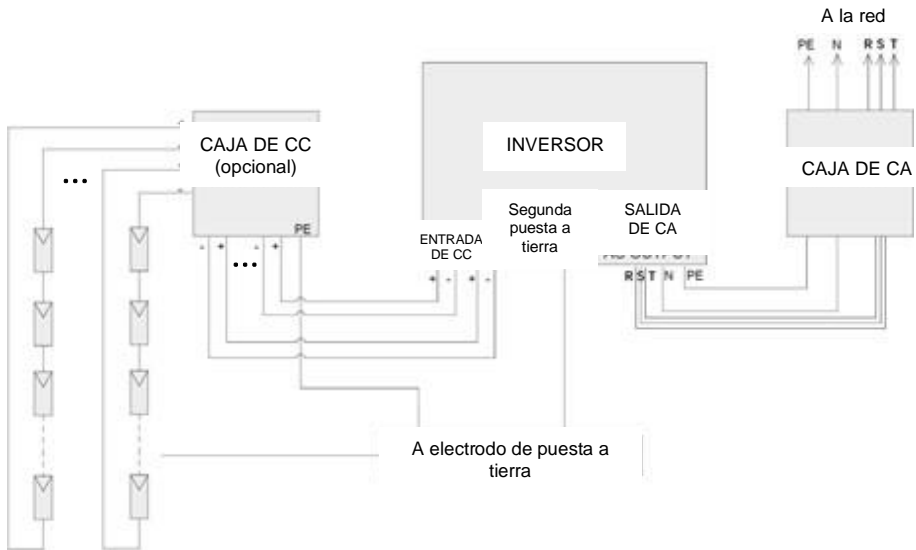 A la red
PE N R S T
CAJA DE CC
(opcional)
INVERSOR
CAJA DE CA
...
PE
Segunda
puesta a
tierra
SALIDA
DE CA
ENTRADA
DE CC
- + - +
...
+ - + -
R S T N PE
A electrodo de puesta a
tierra